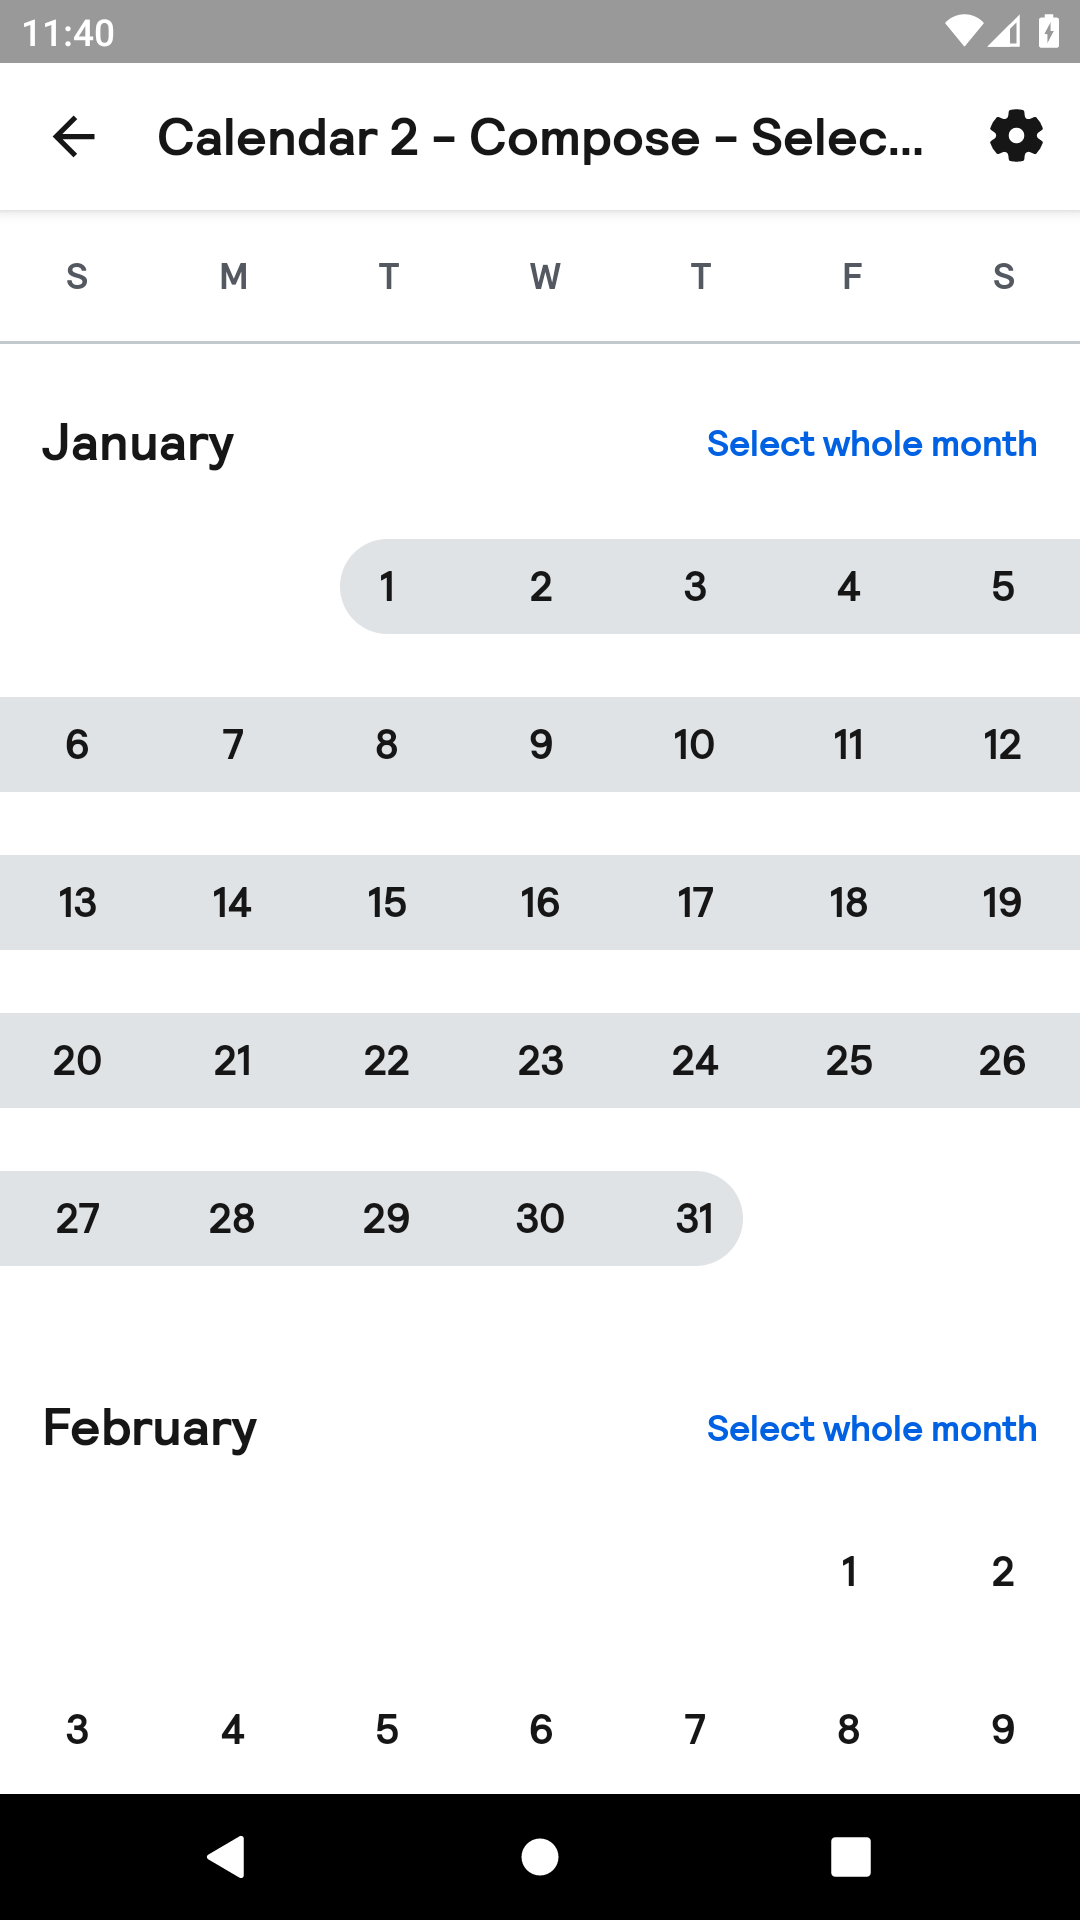 11:40
Calendar 2 – Compose – Selec...
S M T W T F S
January Select whole month
1 2 3 4 5
6 7 8 9 10 11 12
13 14 15 16 17 18 19
20 21 22 23 24 25 26
27 28 29 30 31
February Select whole month
1 2
3 4 5 6 7 8 9